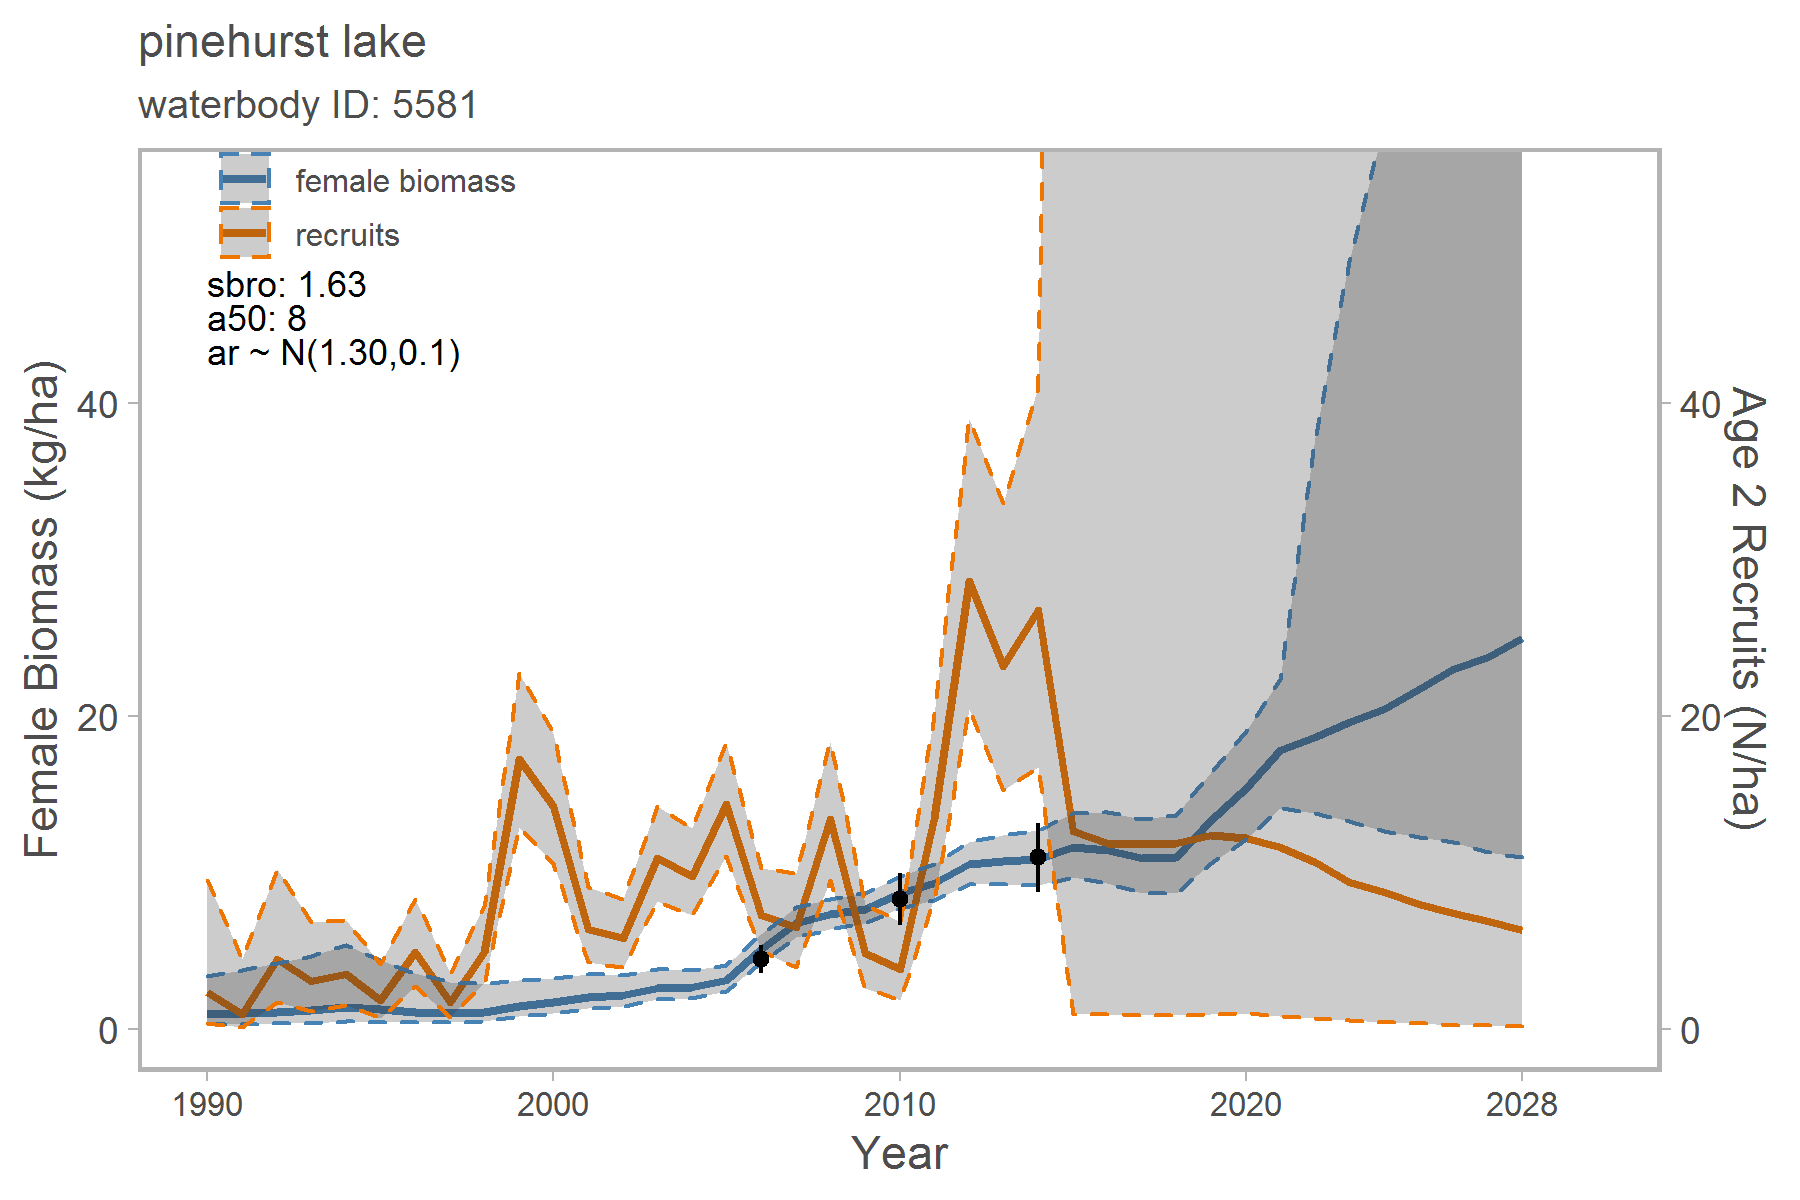 pinehurst lake
waterbody ID: 5581
female biomass
recruits
sbro: 1.63
a50: 8
ar ~ N(1.30,0.1)
Female Biomass (kg/ha)
40
20
0
40
20
0
Age 2 Recruits (N/ha)
1990
2000
2010
2020
2028
Year